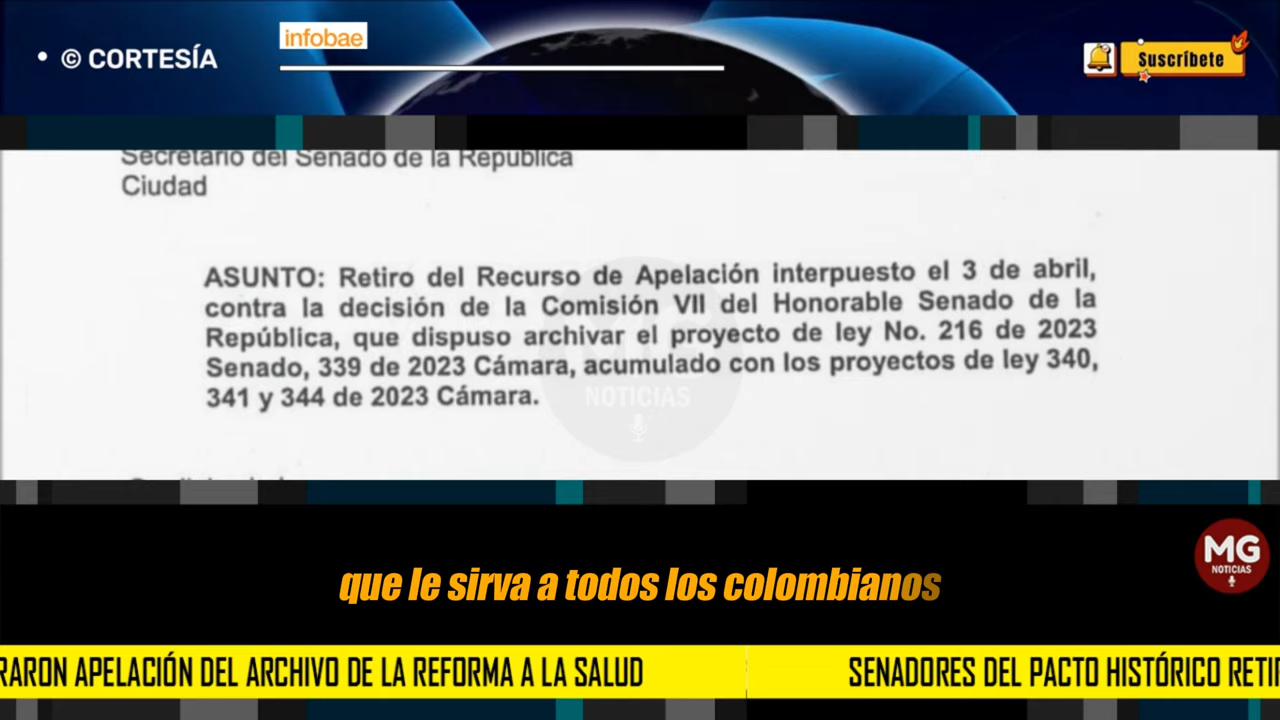 • © CORTESÍA
infobae
Suscríbete
Secretario del Senado de la República
Ciudad
ASUNTO: Retiro del Recurso de Apelación interpuesto el 3 de abril,
contra la decisión de la Comisión VII del Honorable Senado de la
República, que dispuso archivar el proyecto de ley No. 216 de 2023
Senado, 339 de 2023 Cámara, acumulado con los proyectos de ley 340,
341 y 344 de 2023 Cámara.
NOTICIAS
que le sirva a todos los colombianos
MG
NOTICIAS
RARON APELACIÓN DEL ARCHIVO DE LA REFORMA A LA SALUD
SENADORES DEL PACTO HISTÓRICO RETI